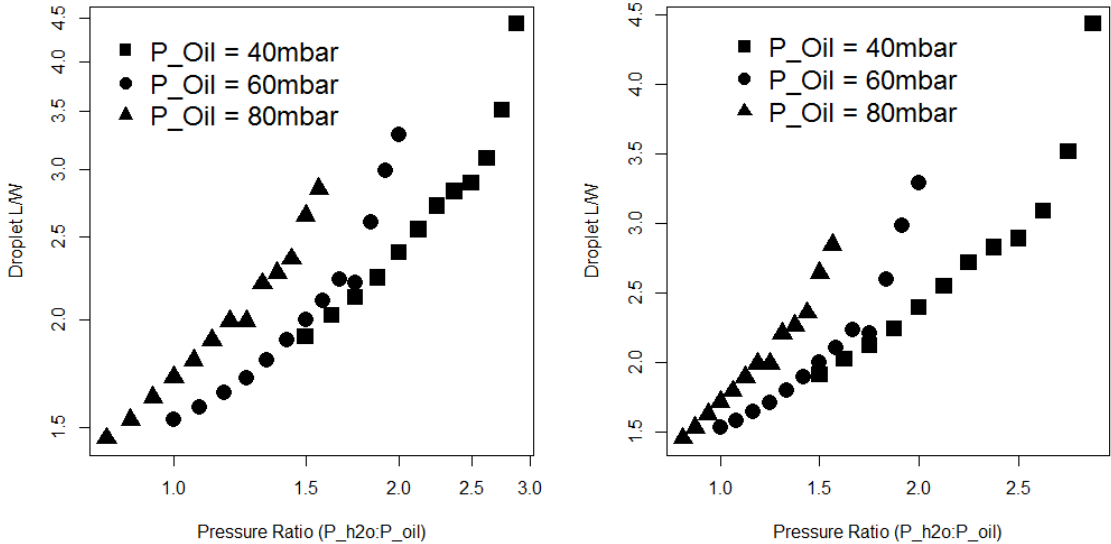 4.5
4.0
3.5
3.0
2.5
2.0
1.5
Droplet L/W
P_Oil = 40mbar
P_Oil = 60mbar
P_Oil = 80mbar
1.0 1.5 2.0 2.5 3.0
Pressure Ratio (P_h2o:P_oil)
4.5
4.0
3.5
3.0
2.5
2.0
1.5
Droplet L/W
P_Oil = 40mbar
P_Oil = 60mbar
P_Oil = 80mbar
1.0 1.5 2.0 2.5
Pressure Ratio (P_h2o:P_oil)